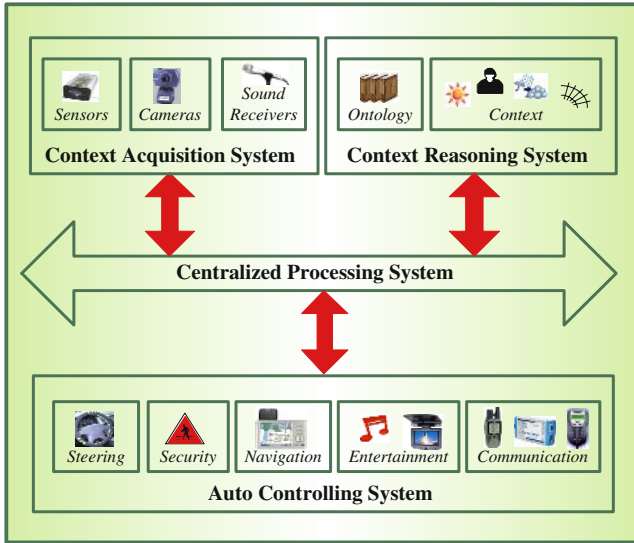 Sensors
Cameras
Sound
Receivers
Context Acquisition System
Ontology
Context
Context Reasoning System
Centralized Processing System
Steering
Security
Navigation
Entertainment
Communication
Auto Controlling System